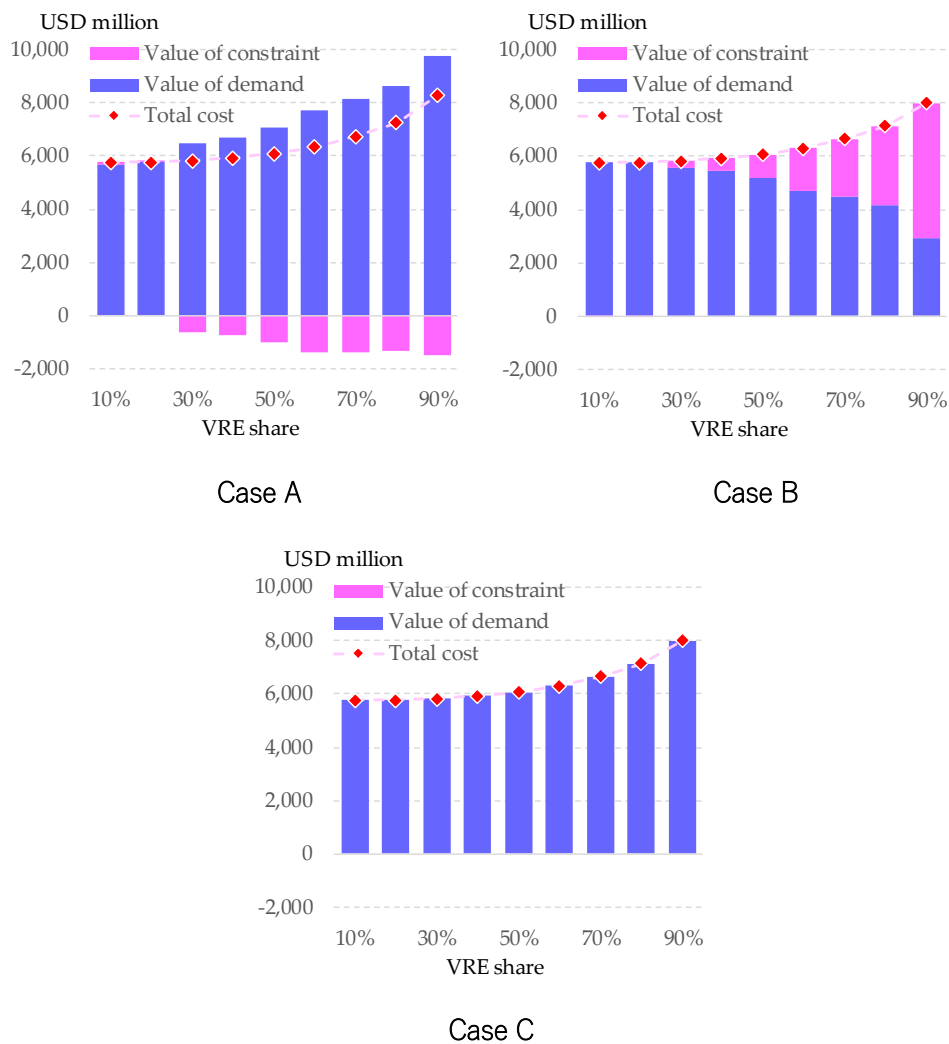 USD million
10,000
Value of constraint
Value of demand
8,000
Total cost
6,000
4,000
2,000
0
-2,000
10% 30% 50% 70% 90%
VRE share
Case A
USD million
10,000
Value of constraint
Value of demand
8,000
Total cost
6,000
4,000
2,000
0
-2,000
10% 30% 50% 70% 90%
VRE share
Case B
USD million
10,000
Value of constraint
Value of demand
8,000
Total cost
6,000
4,000
2,000
0
-2,000
10% 30% 50% 70% 90%
VRE share
Case C